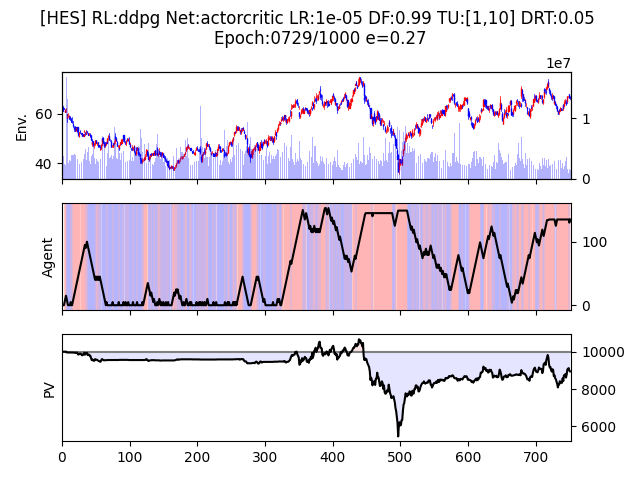 [HES] RL:ddpg Net:actorcritic LR:1e-05 DF:0.99 TU:[1,10] DRT:0.05
Epoch:0729/1000 e=0.27
1e7
Env.
60
40
1
0
Agent
100
0
PV
10000
8000
6000
0 100 200 300 400 500 600 700